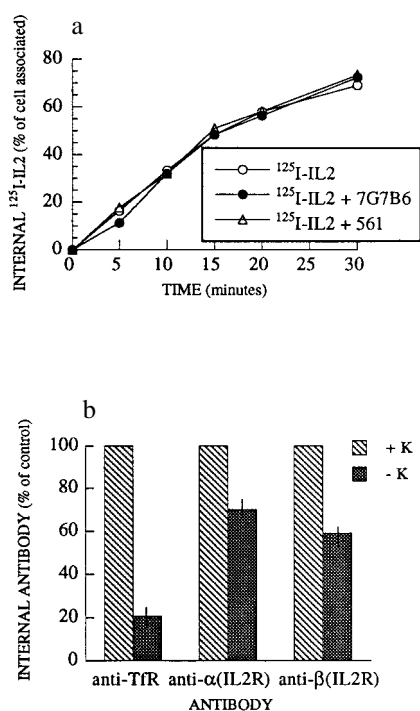 a
INTERNAL ¹²⁵I-IL2 (% of cell associated)
80
60
40
20
0
¹²⁵I-IL2
¹²⁵I-IL2 + 7G7B6
¹²⁵I-IL2 + 561
0 5 10 15 20 25 30
TIME (minutes)
b
INTERNAL ANTIBODY (% of control)
100
80
60
40
20
0
+ K
- K
anti-TfR anti-α(IL2R) anti-β(IL2R)
ANTIBODY